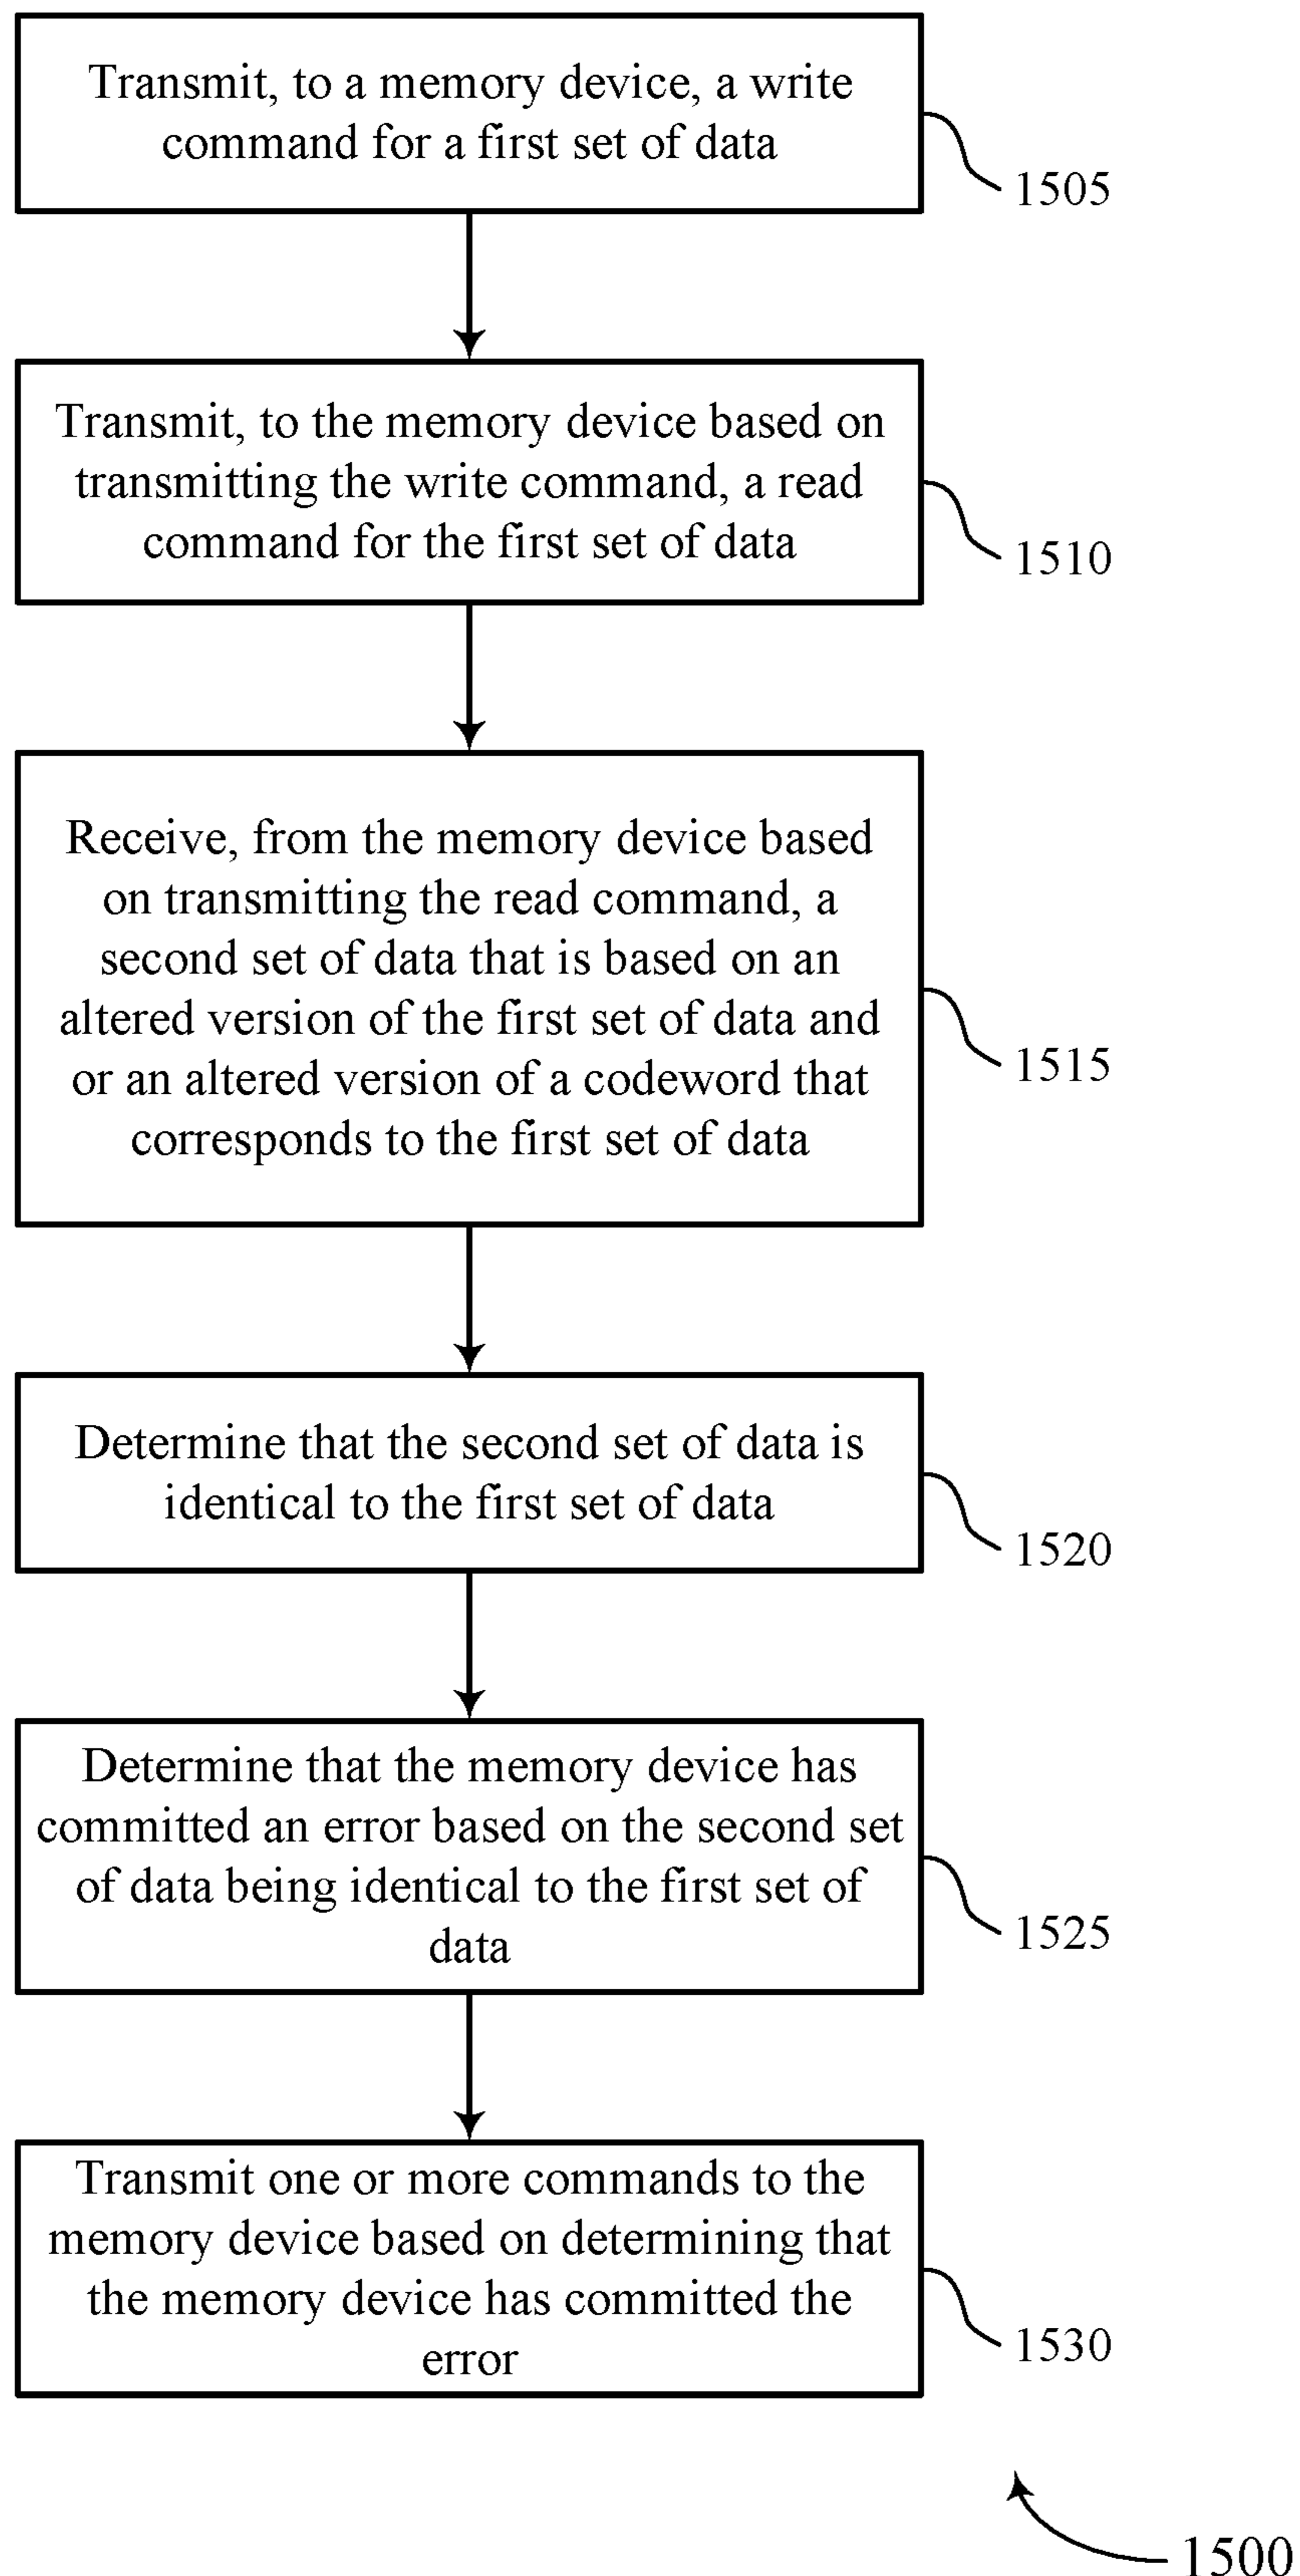 Transmit, to a memory device, a write
command for a first set of data
1505
Transmit, to the memory device based on
transmitting the write command, a read
command for the first set of data
1510
Receive, from the memory device based
on transmitting the read command, a
second set of data that is based on an
altered version of the first set of data and
or an altered version of a codeword that
corresponds to the first set of data
1515
Determine that the second set of data is
identical to the first set of data
1520
Determine that the memory device has
committed an error based on the second set
of data being identical to the first set of
data
1525
Transmit one or more commands to the
memory device based on determining that
the memory device has committed the
error
1530
1500